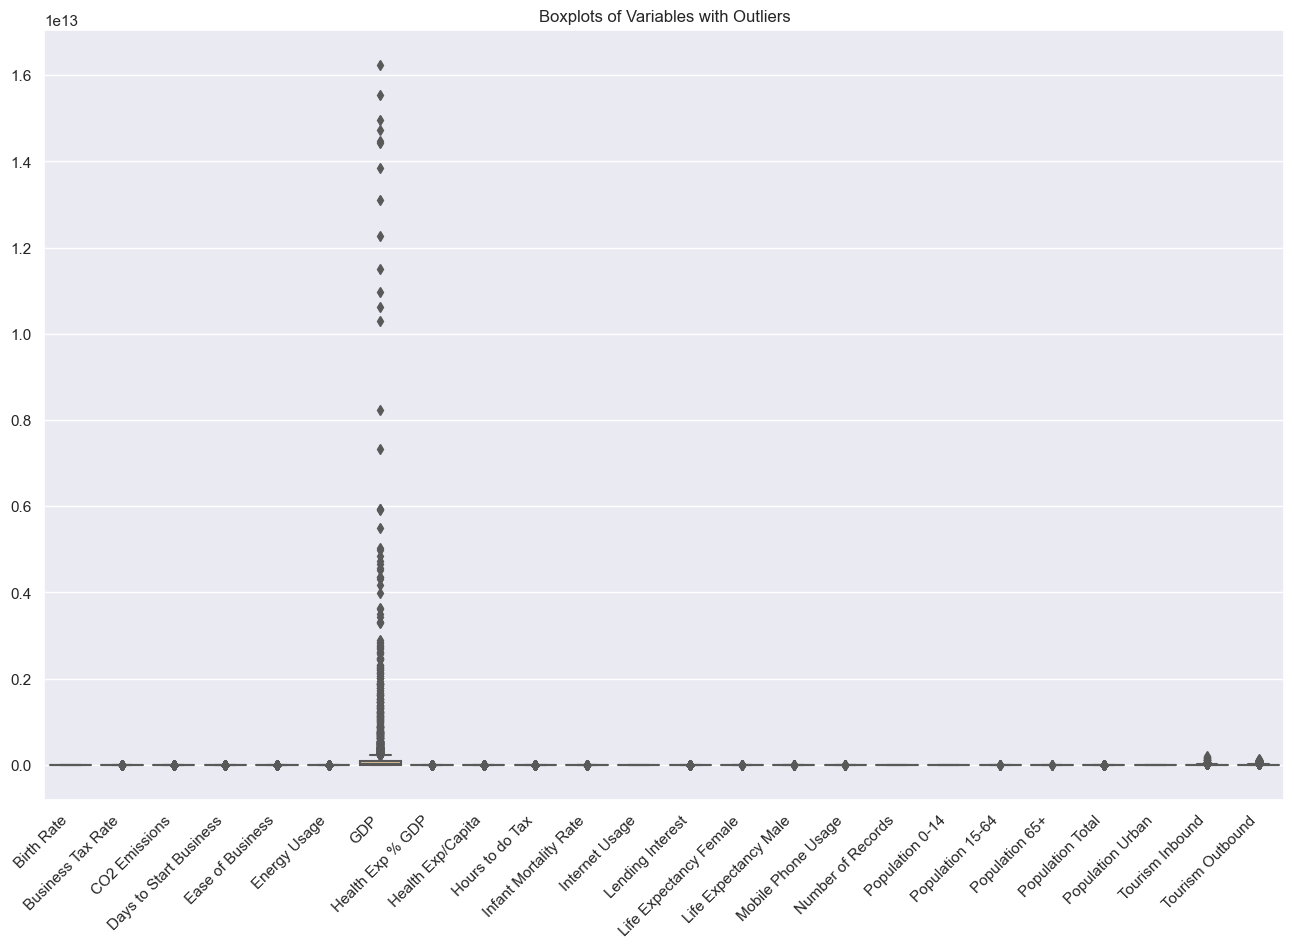 Boxplots of Variables with Outliers
1e13
1.6
1.4
1.2
1.0
0.8
0.6
0.4
0.2
0.0
Birth Rate
Business Tax Rate
CO2 Emissions
Days to Start Business
Ease of Business
Energy Usage
GDP
Health Exp % GDP
Health Exp/Capita
Hours to do Tax
Infant Mortality Rate
Internet Usage
Lending Interest
Life Expectancy Female
Life Expectancy Male
Mobile Phone Usage
Number of Records
Population 0-14
Population 15-64
Population 65+
Population Total
Population Urban
Tourism Inbound
Tourism Outbound